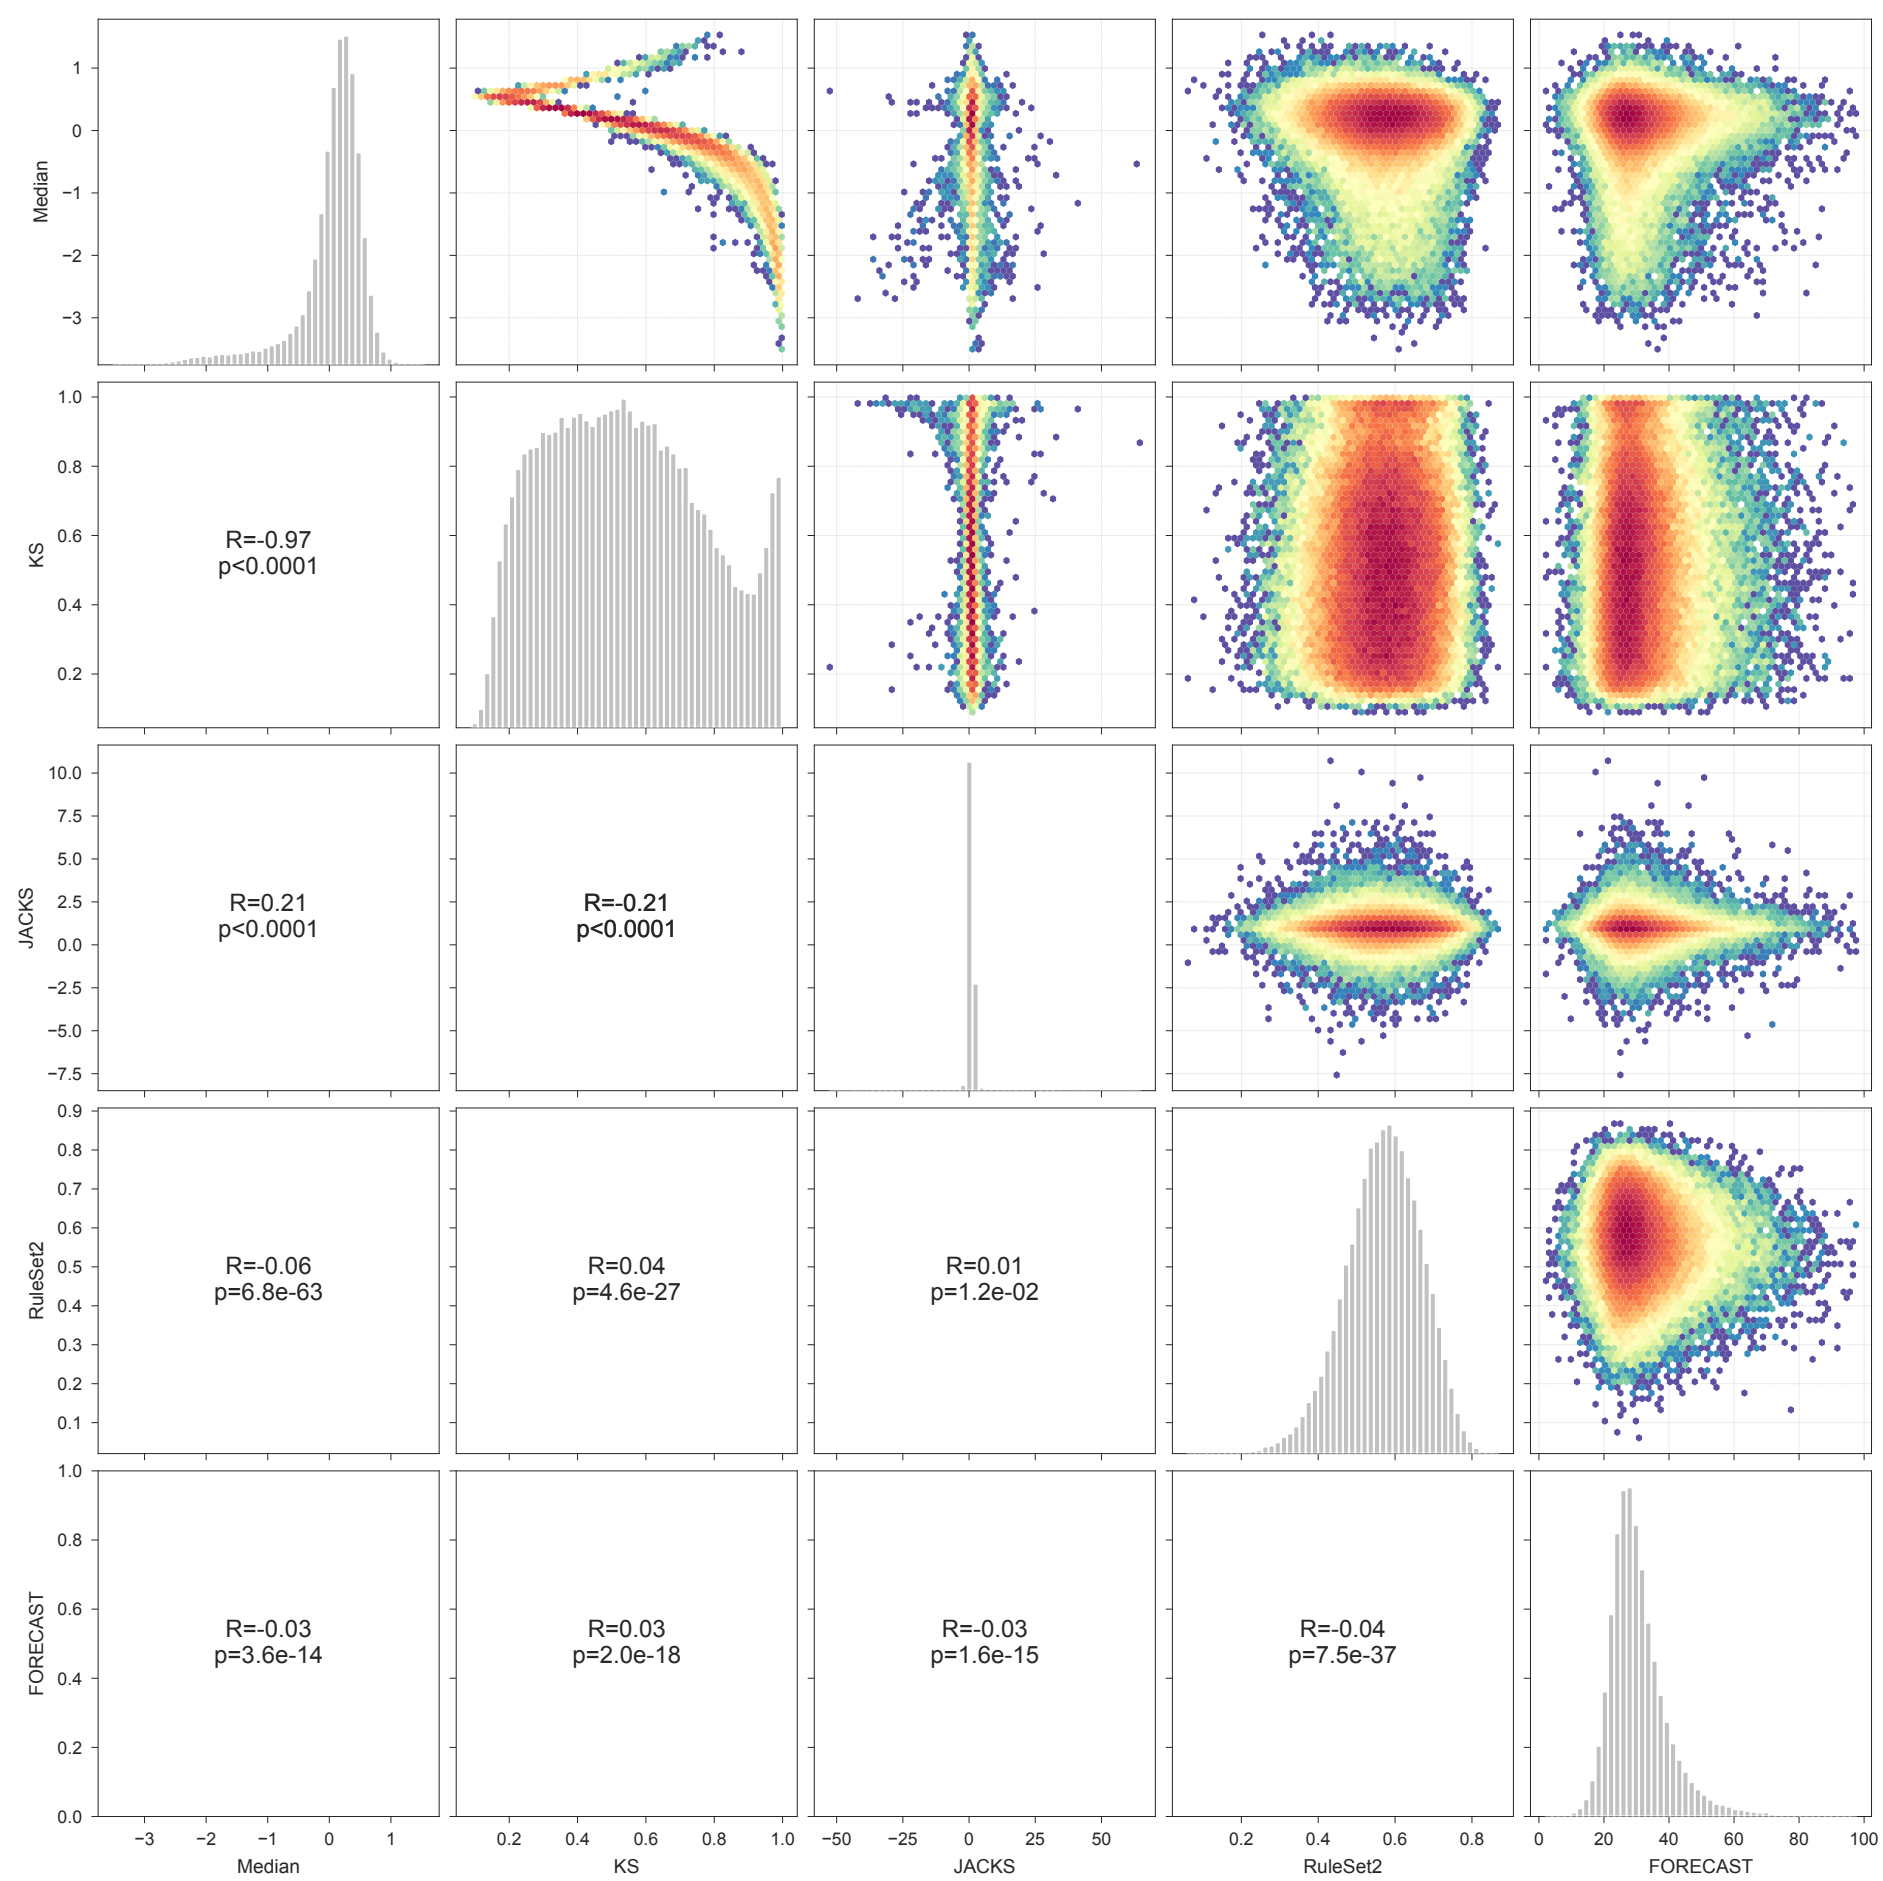 1
0
−1
−2
−3
Median
1.0
0.8
0.6
0.4
0.2
KS
R=-0.97
p<0.0001
10.0
7.5
5.0
2.5
0.0
−2.5
−5.0
−7.5
JACKS
R=0.21
p<0.0001
R=-0.21
p<0.0001
0.9
0.8
0.7
0.6
0.5
0.4
0.3
0.2
0.1
RuleSet2
R=-0.06
p=6.8e-63
R=0.04
p=4.6e-27
R=0.01
p=1.2e-02
1.0
0.8
0.6
0.4
0.2
0.0
FORECAST
R=-0.03
p=3.6e-14
R=0.03
p=2.0e-18
R=-0.03
p=1.6e-15
R=-0.04
p=7.5e-37
−3 −2 −1 0 1
Median
0.2 0.4 0.6 0.8 1.0
KS
−50 −25 0 25 50
JACKS
0.2 0.4 0.6 0.8
RuleSet2
0 20 40 60 80 100
FORECAST